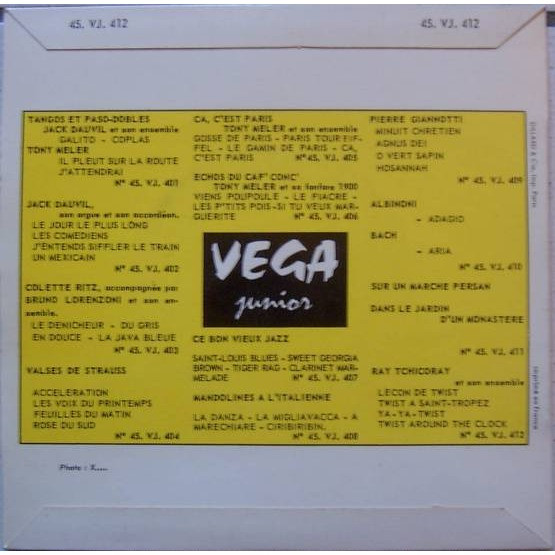 45. VJ. 412
45. VJ. 412
TANGOS ET PASO-DOBLES
JACK DAUVIL et son ensemble
GALITO - COPLAS
TONY MELER
IL PLEUT SUR LA ROUTE
J'ATTENDRAI
N° 45. VJ. 401
JACK DAUVIL,
son orgue et son accordéon.
LE JOUR LE PLUS LONG
LES COMEDIENS
J'ENTENDS SIFFLER LE TRAIN
UN MEXICAIN
N° 45. VJ. 402
COLETTE RITZ, accompagnée par
BRUNO LORENZONI et son en-
semble.
LE DENICHEUR - DU GRIS
EN DOUCE - LA JAVA BLEUE
N° 45. VJ. 403
VALSES DE STRAUSS
ACCELERATION
LES VOIX DU PRINTEMPS
FEUILLES DU MATIN
ROSE DU SUD
N° 45. VJ. 404
CA, C'EST PARIS
TONY MELER et son ensemble
GOSSE DE PARIS - PARIS TOUR EIF-
FEL - LE GAMIN DE PARIS - CA,
C'EST PARIS N° 45. VJ. 405
ECHOS DU CAF' CONC'
TONY MELER et sa fanfare 1900
VIENS POUPOULE - LE FIACRE -
LES P'TITS POIS - SI TU VEUX MAR-
GUERITE N° 45. VJ. 406
VEGA
junior
CE BON VIEUX JAZZ
SAINT-LOUIS BLUES - SWEET GEORGIA
BROWN - TIGER RAG - CLARINET MAR-
MELADE N° 45. VJ. 407
MANDOLINES A L'ITALIENNE
LA DANZA - LA MIGLIAVACCA - A
MARECHIARE - CIRIBIRIBIN.
N° 45. VJ. 408
PIERRE GIANNOTTI
MINUIT CHRETIEN
AGNUS DEI
O VERT SAPIN
HOSANNAH
N° 45. VJ. 409
ALBINONI
- ADAGIO
BACH
- ARIA
N° 45. VJ. 410
SUR UN MARCHE PERSAN
DANS LE JARDIN
D'UN MONASTERE
N° 45. VJ. 411
RAY TCHICORAY
et son ensemble
LECON DE TWIST
TWIST A SAINT-TROPEZ
YA-YA-TWIST
TWIST AROUND THE CLOCK
N° 45. VJ. 412
Imprimé en France
Photo : X....